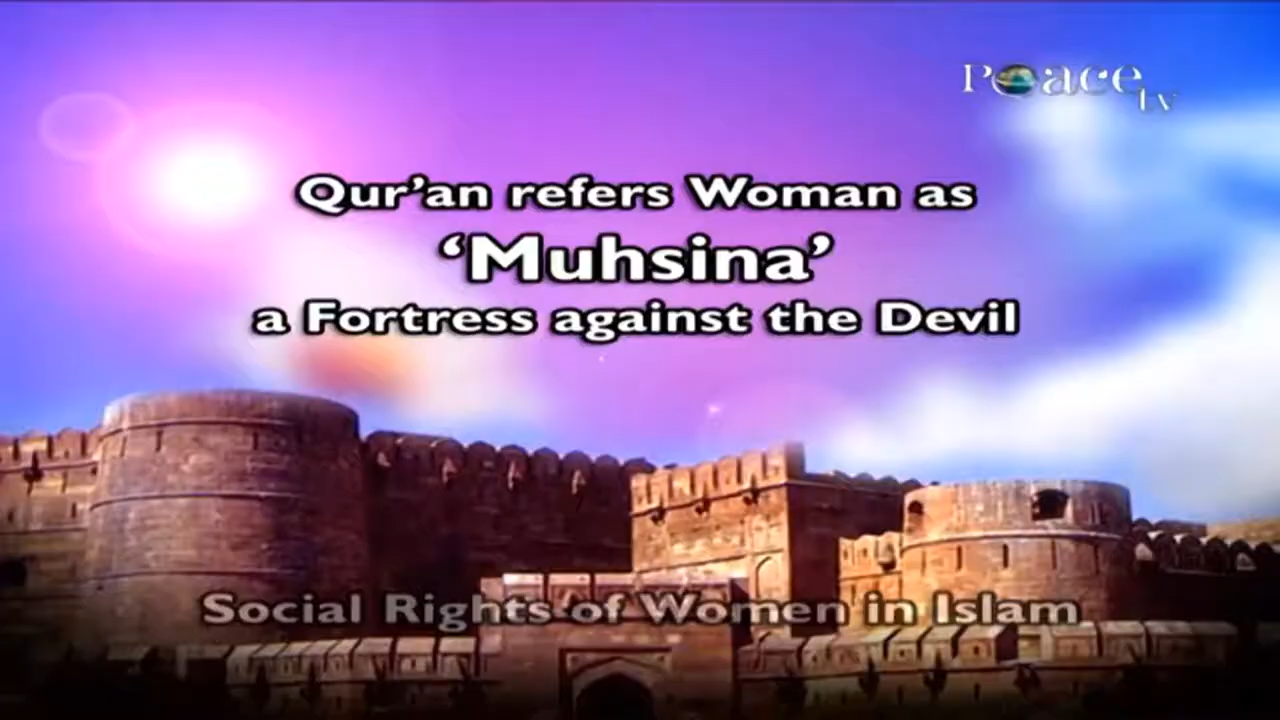 Peace tv
Qur'an refers Woman as
‘Muhsina’
a Fortress against the Devil
Social Rights of Women in Islam